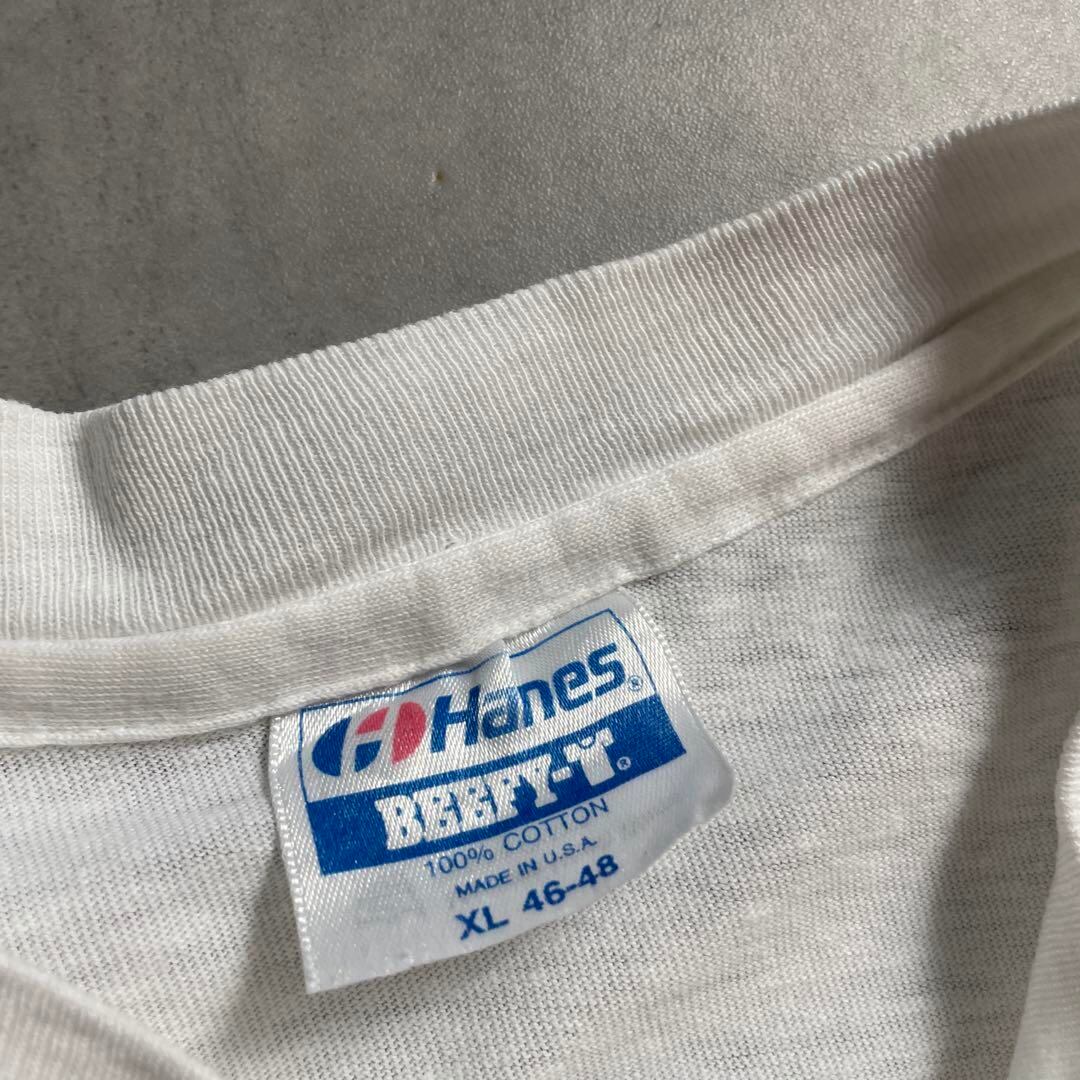 Hanes®
BEEFY-T®
100% COTTON
MADE IN U.S.A.
XL 46-48